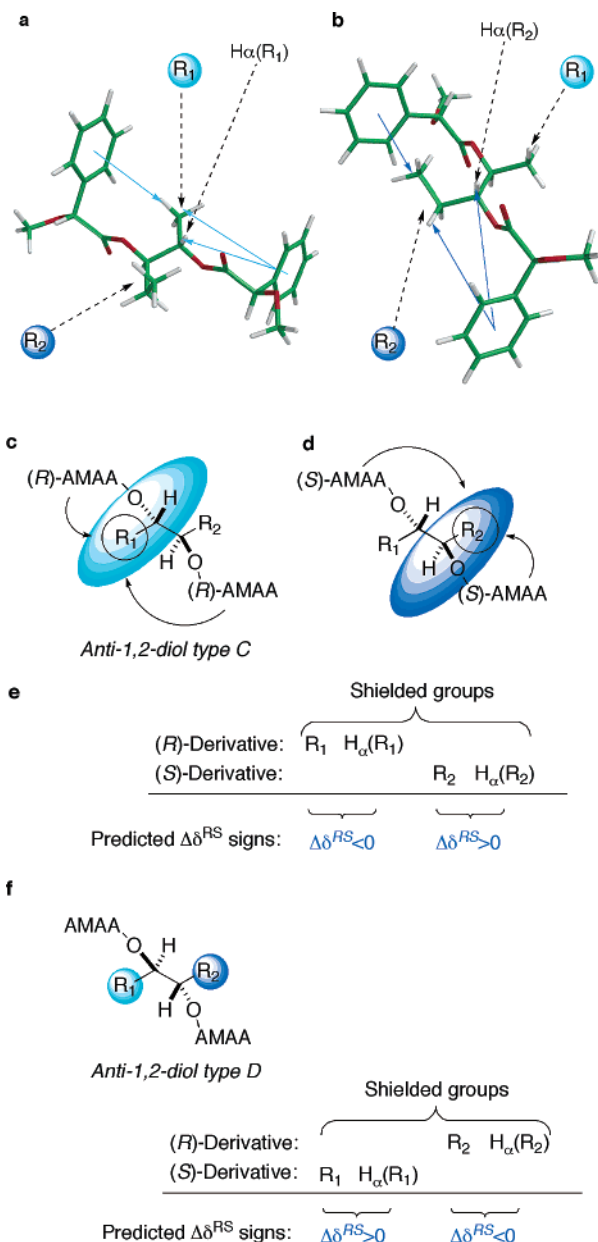 a
b
R1
Hα(R1)
Hα(R2)
R1
R2
R2
c
d
(R)-AMAA
O
H
R1
R2
H
O
(R)-AMAA
Anti-1,2-diol type C
(S)-AMAA
O
H
R1
R2
H
O
(S)-AMAA
e
Shielded groups
(R)-Derivative: R1 Hα(R1)
(S)-Derivative: R2 Hα(R2)
Predicted ΔδRS signs: ΔδRS<0 ΔδRS>0
f
AMAA
O
H
R1
R2
H
O
AMAA
Anti-1,2-diol type D
Shielded groups
(R)-Derivative: R2 Hα(R2)
(S)-Derivative: R1 Hα(R1)
Predicted ΔδRS signs: ΔδRS>0 ΔδRS<0